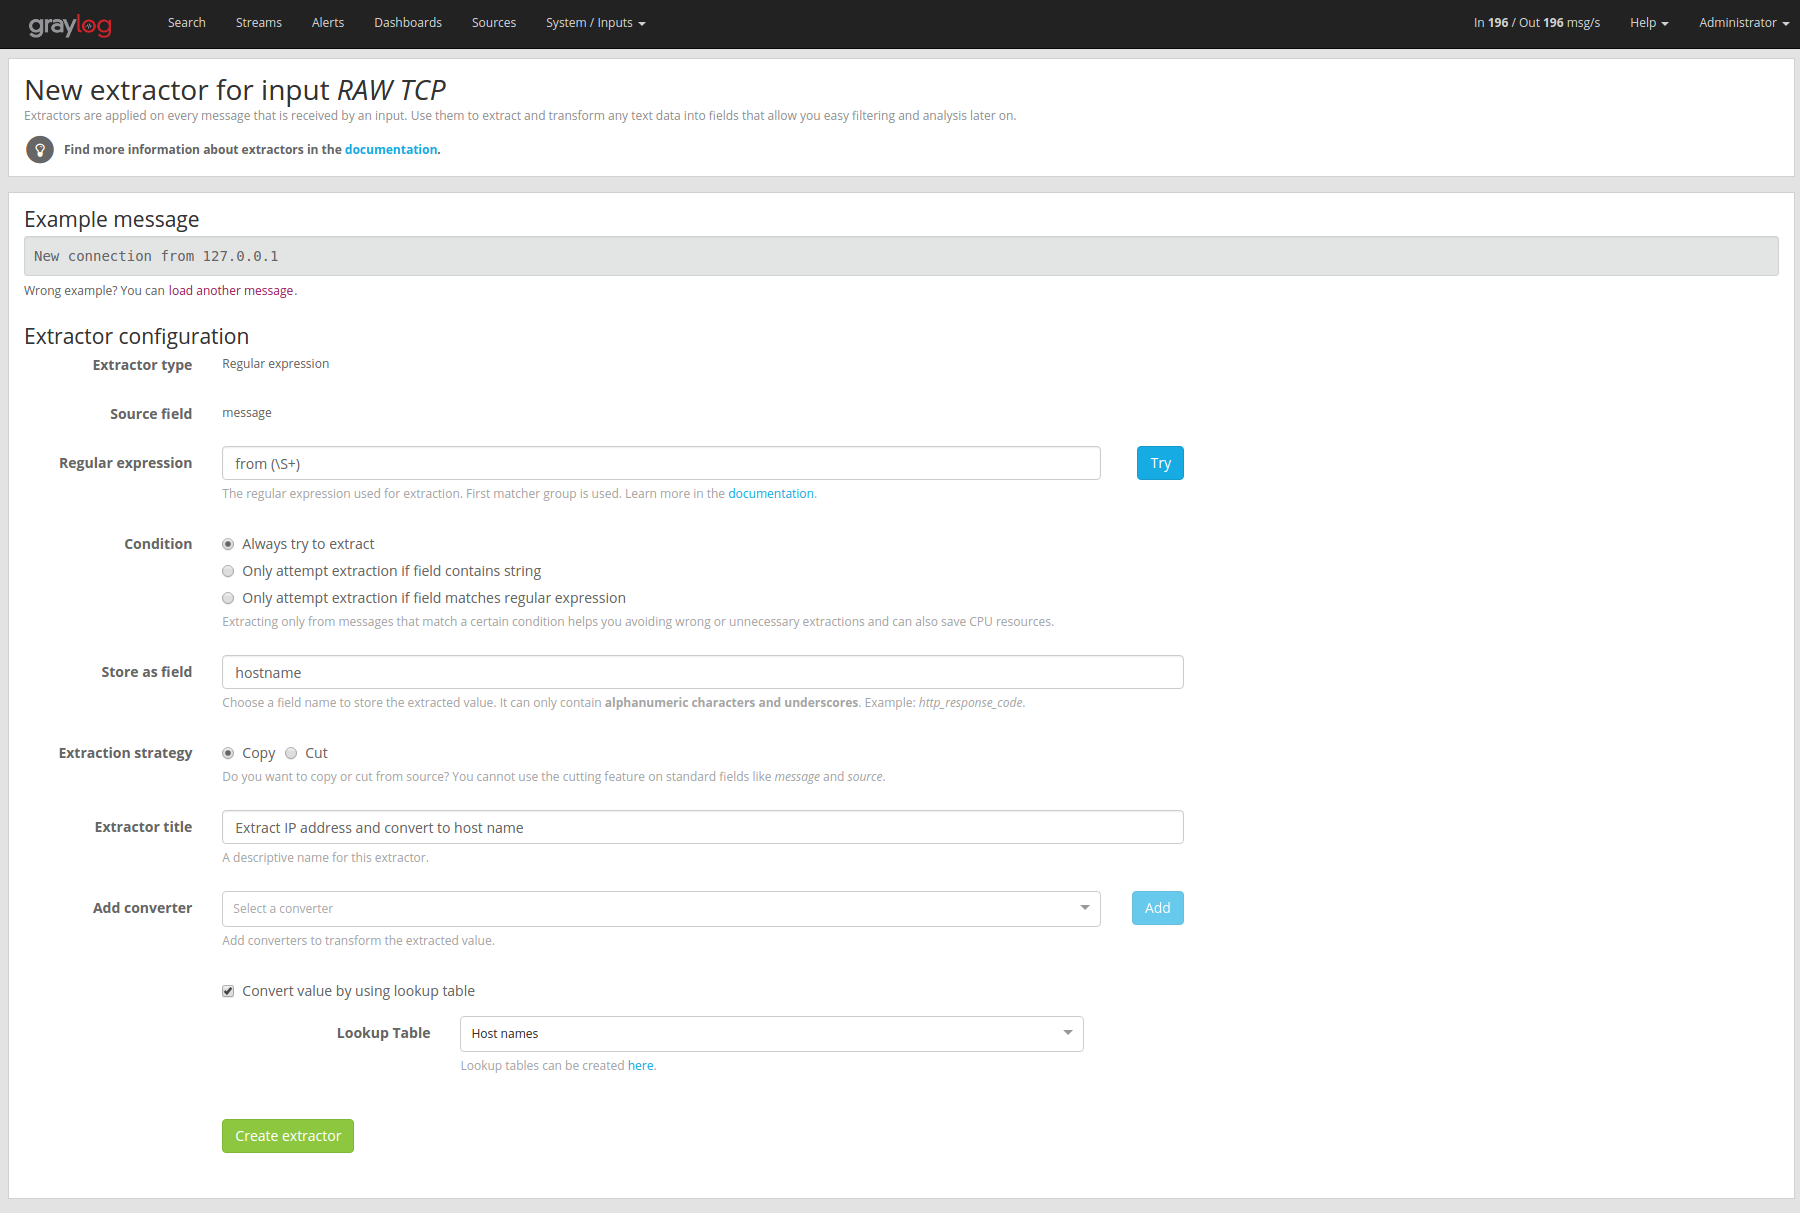 graylog Search Streams Alerts Dashboards Sources System / Inputs In 196 / Out 196 msg/s Help Administrator
New extractor for input RAW TCP
Extractors are applied on every message that is received by an input. Use them to extract and transform any text data into fields that allow you easy filtering and analysis later on.
Find more information about extractors in the documentation.
Example message
New connection from 127.0.0.1
Wrong example? You can load another message.
Extractor configuration
Extractor type Regular expression
Source field message
Regular expression from (\S+) Try
The regular expression used for extraction. First matcher group is used. Learn more in the documentation.
Condition Always try to extract
Only attempt extraction if field contains string
Only attempt extraction if field matches regular expression
Extracting only from messages that match a certain condition helps you avoiding wrong or unnecessary extractions and can also save CPU resources.
Store as field hostname
Choose a field name to store the extracted value. It can only contain alphanumeric characters and underscores. Example: http_response_code.
Extraction strategy Copy Cut
Do you want to copy or cut from source? You cannot use the cutting feature on standard fields like message and source.
Extractor title Extract IP address and convert to host name
A descriptive name for this extractor.
Add converter Select a converter Add
Add converters to transform the extracted value.
Convert value by using lookup table
Lookup Table Host names
Lookup tables can be created here.
Create extractor